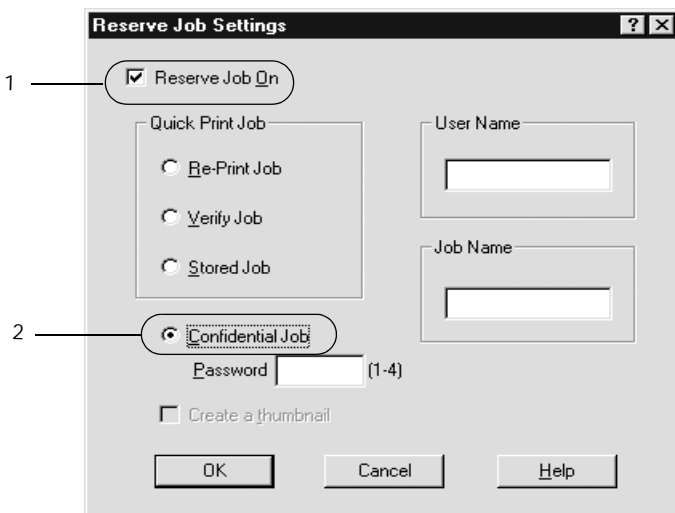 Reserve Job Settings
? ×
1
Reserve Job On
Quick Print Job
Re-Print Job
Verify Job
Stored Job
User Name
Job Name
2
Confidential Job
Password (1-4)
Create a thumbnail
OK Cancel Help